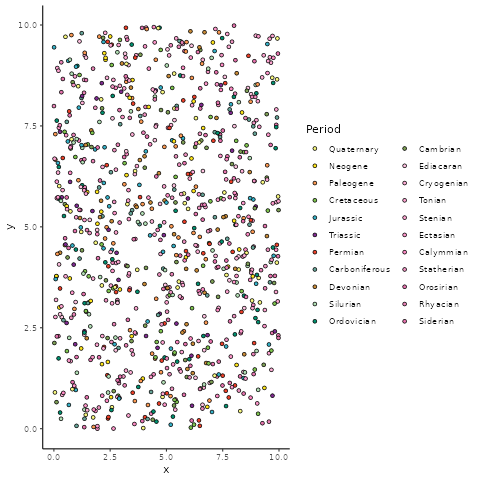 10.0
7.5
5.0
2.5
0.0
y
0.0 2.5 5.0 7.5 10.0
x
Period
Quaternary
Neogene
Paleogene
Cretaceous
Jurassic
Triassic
Permian
Carboniferous
Devonian
Silurian
Ordovician
Cambrian
Ediacaran
Cryogenian
Tonian
Stenian
Ectasian
Calymmian
Statherian
Orosirian
Rhyacian
Siderian